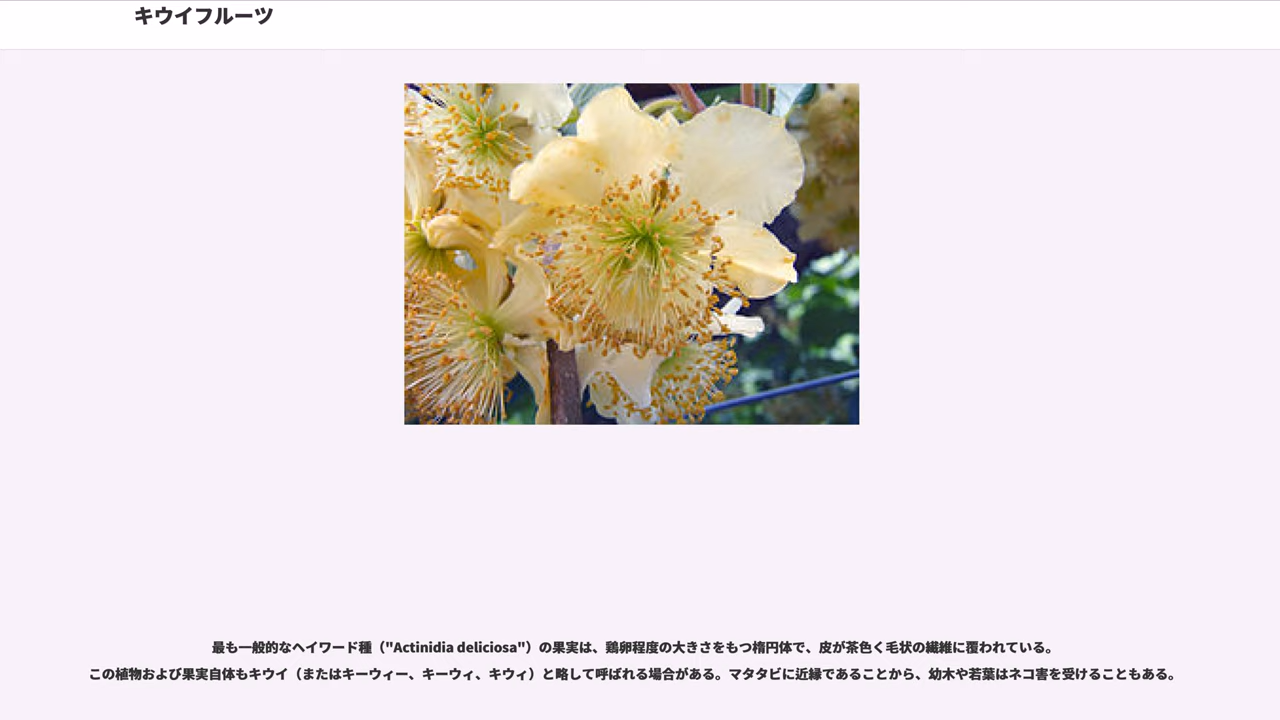 キウイフルーツ
最も一般的なヘイワード種（"Actinidia deliciosa"）の果実は、鶏卵程度の大きさをもつ楕円体で、皮が茶色く毛状の繊維に覆われている。
この植物および果実自体もキウイ（またはキーウィー、キーウィ、キウィ）と略して呼ばれる場合がある。マタタビに近縁であることから、幼木や若葉はネコ害を受けることもある。